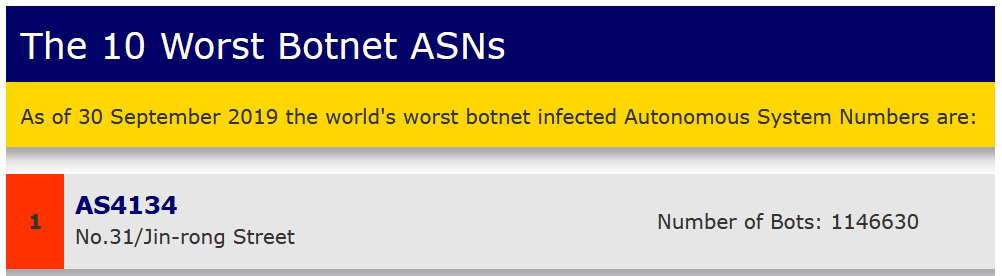 The 10 Worst Botnet ASNs
As of 30 September 2019 the world's worst botnet infected Autonomous System Numbers are:
1
AS4134
No.31/Jin-rong Street
Number of Bots: 1146630